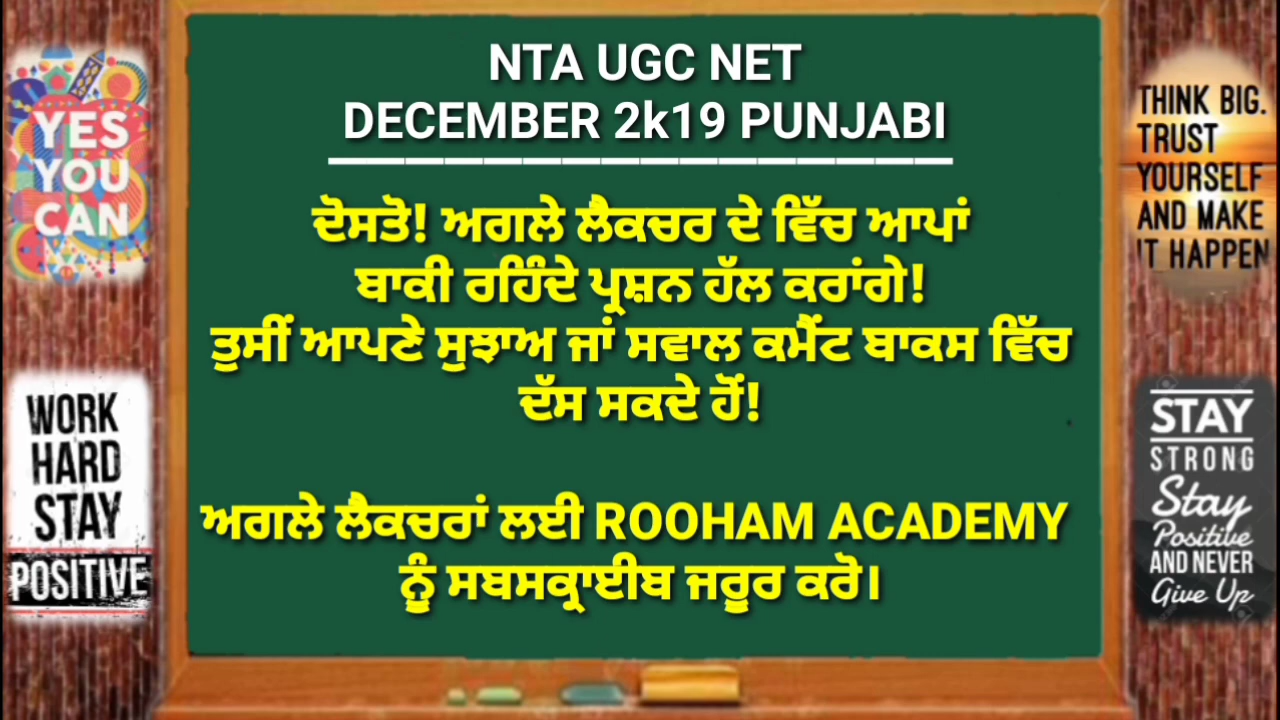 NTA UGC NET
DECEMBER 2k19 PUNJABI
ਦੋਸਤੋ! ਅਗਲੇ ਲੈਕਚਰ ਦੇ ਵਿੱਚ ਆਪਾਂ
ਬਾਕੀ ਰਹਿੰਦੇ ਪ੍ਰਸ਼ਨ ਹੱਲ ਕਰਾਂਗੇ!
ਤੁਸੀਂ ਆਪਣੇ ਸੁਝਾਅ ਜਾਂ ਸਵਾਲ ਕਮੈਂਟ ਬਾਕਸ ਵਿੱਚ
ਦੱਸ ਸਕਦੇ ਹੋਂ!
ਅਗਲੇ ਲੈਕਚਰਾਂ ਲਈ ROOHAM ACADEMY
ਨੂੰ ਸਬਸਕ੍ਰਾਈਬ ਜਰੂਰ ਕਰੋ।
YES
YOU
CAN
WORK
HARD
STAY
POSITIVE
THINK BIG.
TRUST
YOURSELF
AND MAKE
IT HAPPEN
STAY
STRONG
Stay
Positive
AND NEVER
Give Up